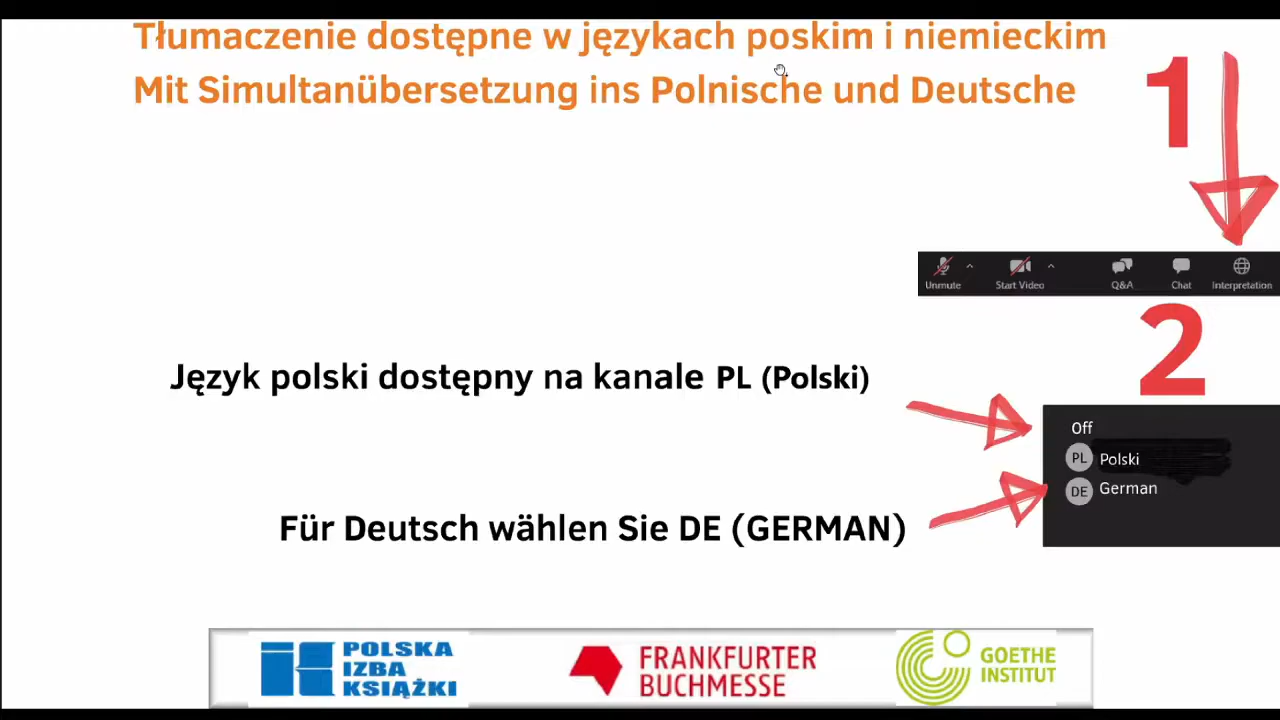 Tłumaczenie dostępne w językach poskim i niemieckim
Mit Simultanübersetzung ins Polnische und Deutsche
1
Unmute
Start Video
Q&A
Chat
Interpretation
2
Język polski dostępny na kanale PL (Polski)
Off
PL Polski
DE German
Für Deutsch wählen Sie DE (GERMAN)
POLSKA
IZBA
KSIĄŻKI
FRANKFURTER
BUCHMESSE
GOETHE
INSTITUT